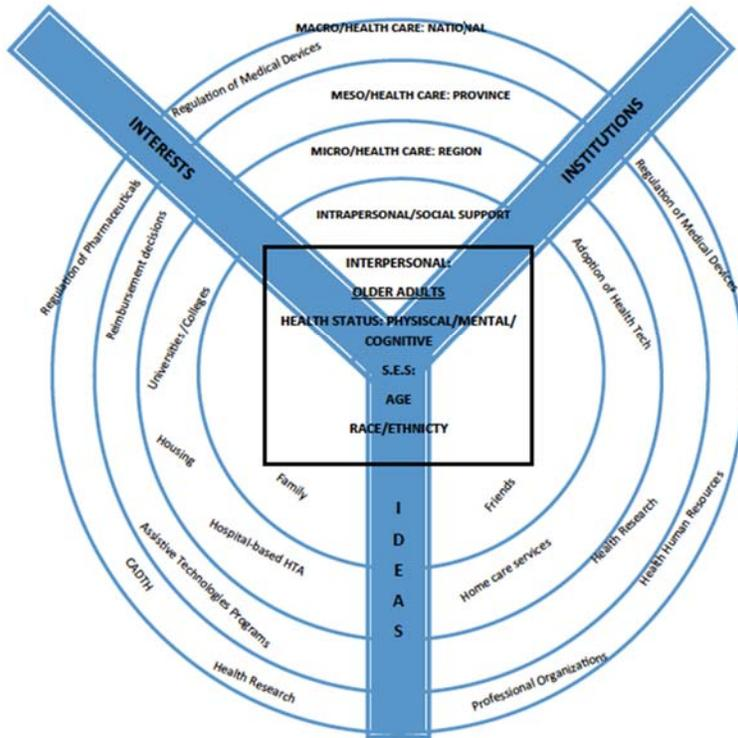 MACRO/HEALTH CARE: NATIONAL
Regulation of Medical Devices
MESO/HEALTH CARE: PROVINCE
MICRO/HEALTH CARE: REGION
INTRAPERSONAL/SOCIAL SUPPORT
INTERESTS
INSTITUTIONS
Regulation of Pharmaceuticals
Reimbursement decisions
Universities/Colleges
Adoption of Health Tech
Regulation of Medical Devices
INTERPERSONAL:
OLDER ADULTS
HEALTH STATUS: PHYSISCAL/MENTAL/
COGNITIVE
S.E.S:
AGE
RACE/ETHNICTY
Housing
Family
Friends
IDEAS
Hospital-based HTA
Home care services
Health Research
Health Human Resources
Assistive Technologies Programs
CADTH
Health Research
Professional Organizations